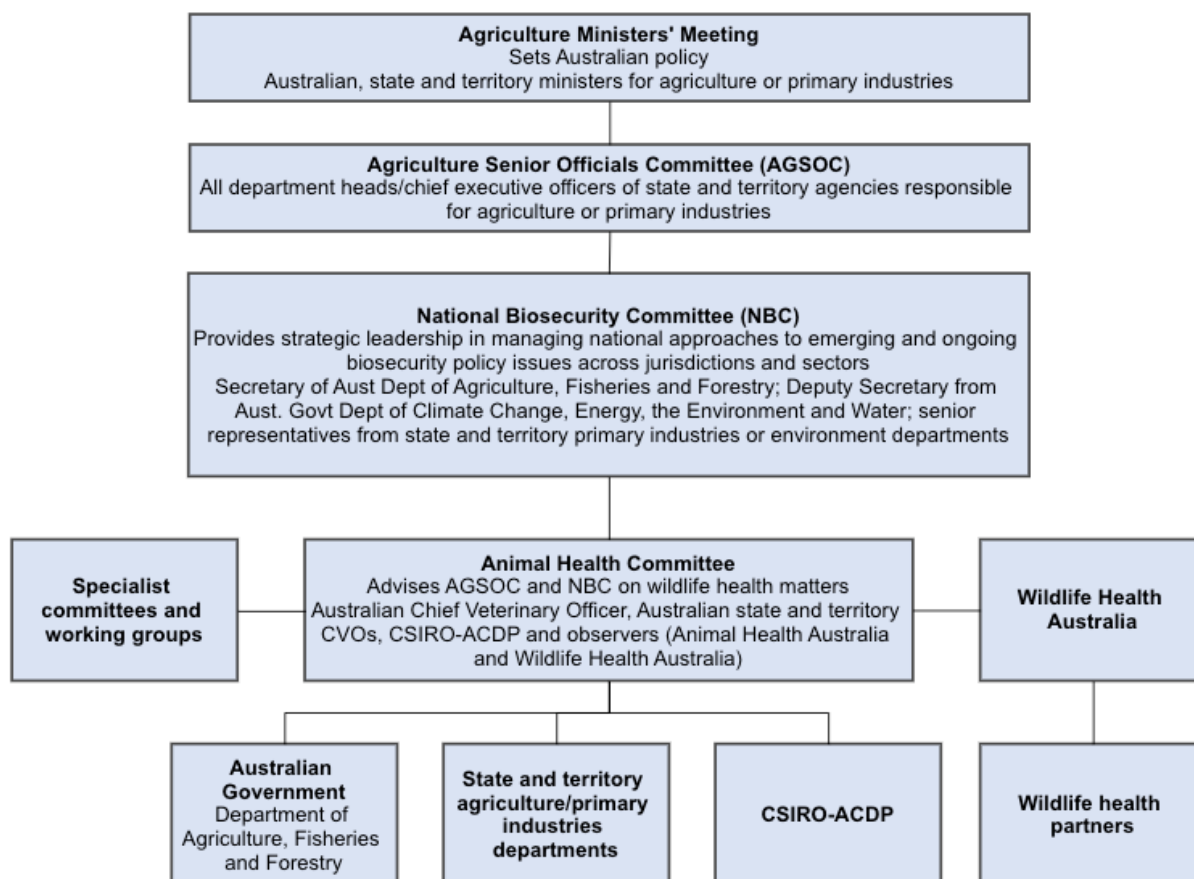 Agriculture Ministers' Meeting
Sets Australian policy
Australian, state and territory ministers for agriculture or primary industries
Agriculture Senior Officials Committee (AGSOC)
All department heads/chief executive officers of state and territory agencies responsible
for agriculture or primary industries
National Biosecurity Committee (NBC)
Provides strategic leadership in managing national approaches to emerging and ongoing
biosecurity policy issues across jurisdictions and sectors
Secretary of Aust Dept of Agriculture, Fisheries and Forestry; Deputy Secretary from
Aust. Govt Dept of Climate Change, Energy, the Environment and Water; senior
representatives from state and territory primary industries or environment departments
Specialist
committees and
working groups
Animal Health Committee
Advises AGSOC and NBC on wildlife health matters
Australian Chief Veterinary Officer, Australian state and territory
CVOs, CSIRO-ACDP and observers (Animal Health Australia
and Wildlife Health Australia)
Wildlife Health
Australia
Australian
Government
Department of
Agriculture, Fisheries
and Forestry
State and territory
agriculture/primary
industries
departments
CSIRO-ACDP
Wildlife health
partners